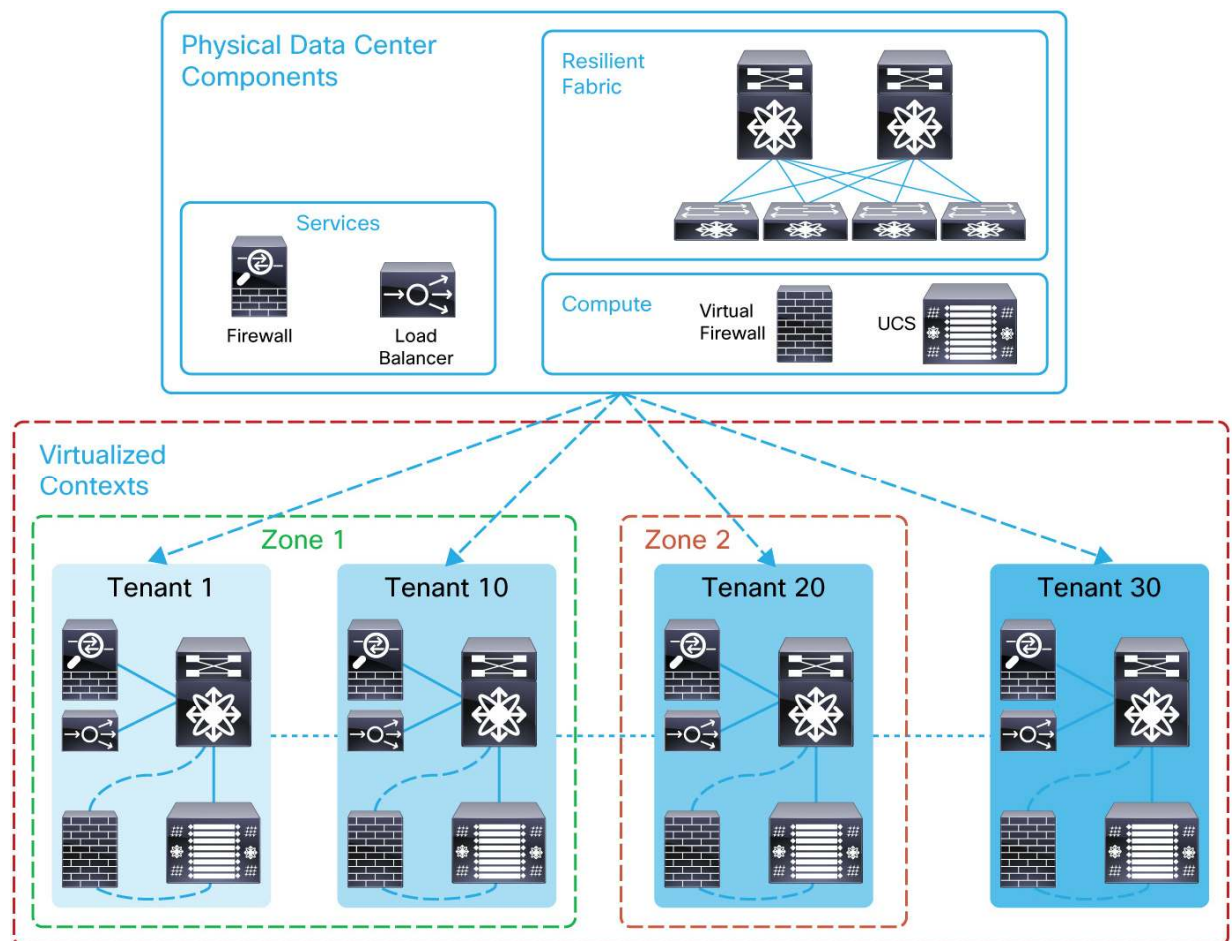 Physical Data Center
Components
Resilient
Fabric
Services
Firewall
Load
Balancer
Compute
Virtual
Firewall
UCS
Virtualized
Contexts
Zone 1
Zone 2
Tenant 1
Tenant 10
Tenant 20
Tenant 30